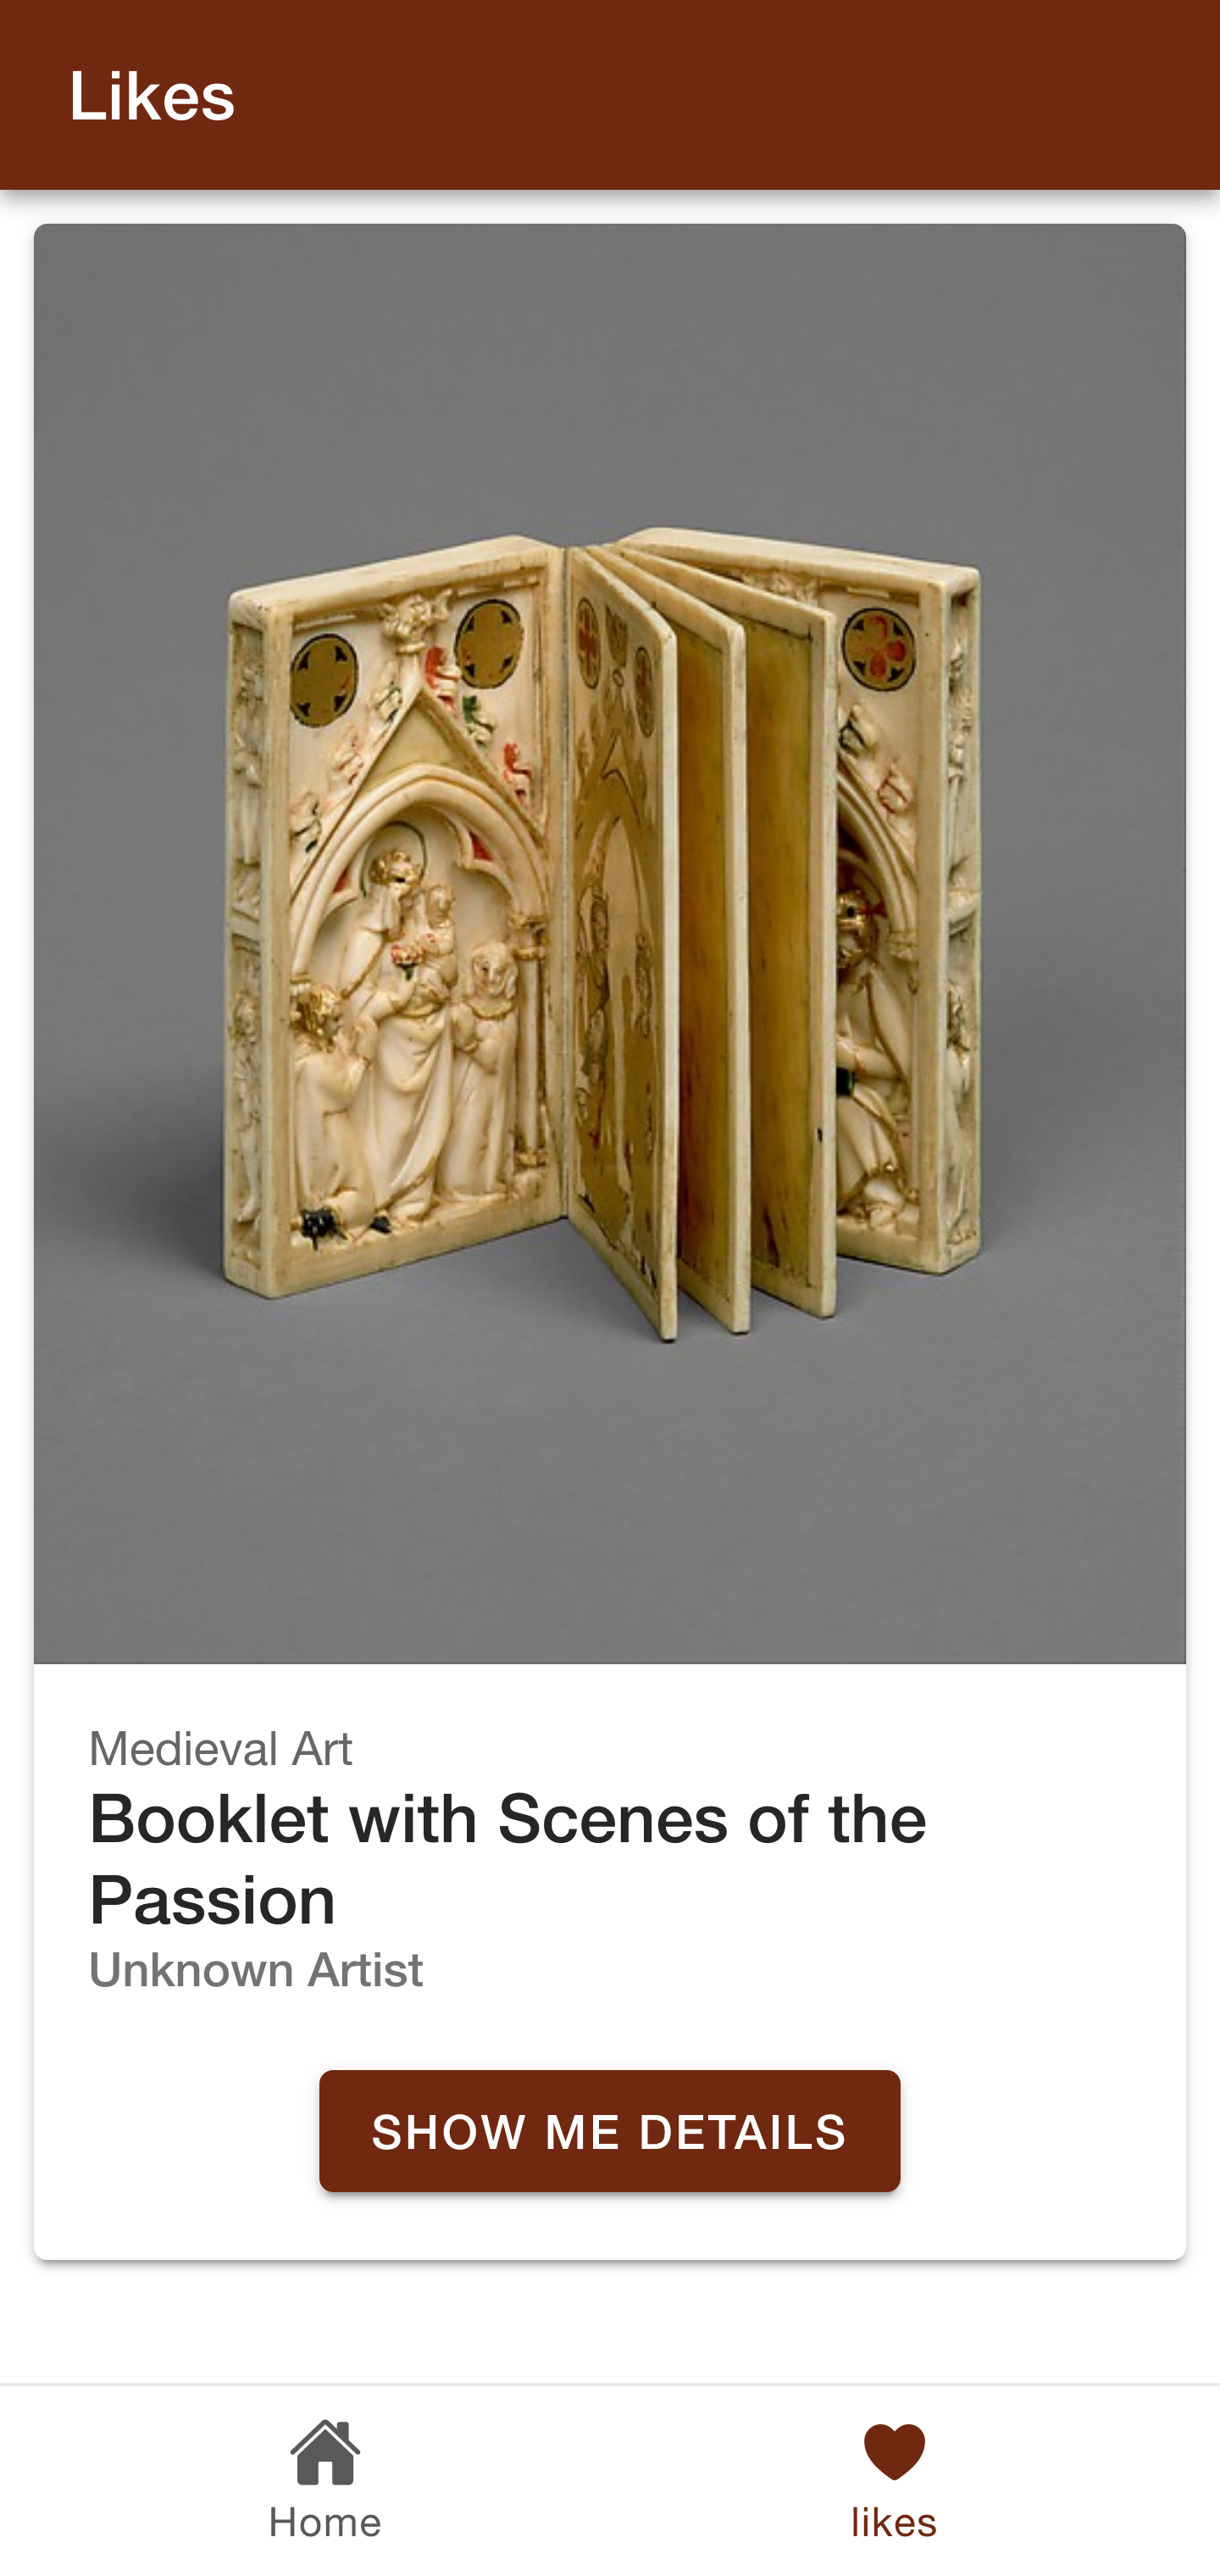 Likes
Medieval Art
Booklet with Scenes of the
Passion
Unknown Artist
SHOW ME DETAILS
Home
likes